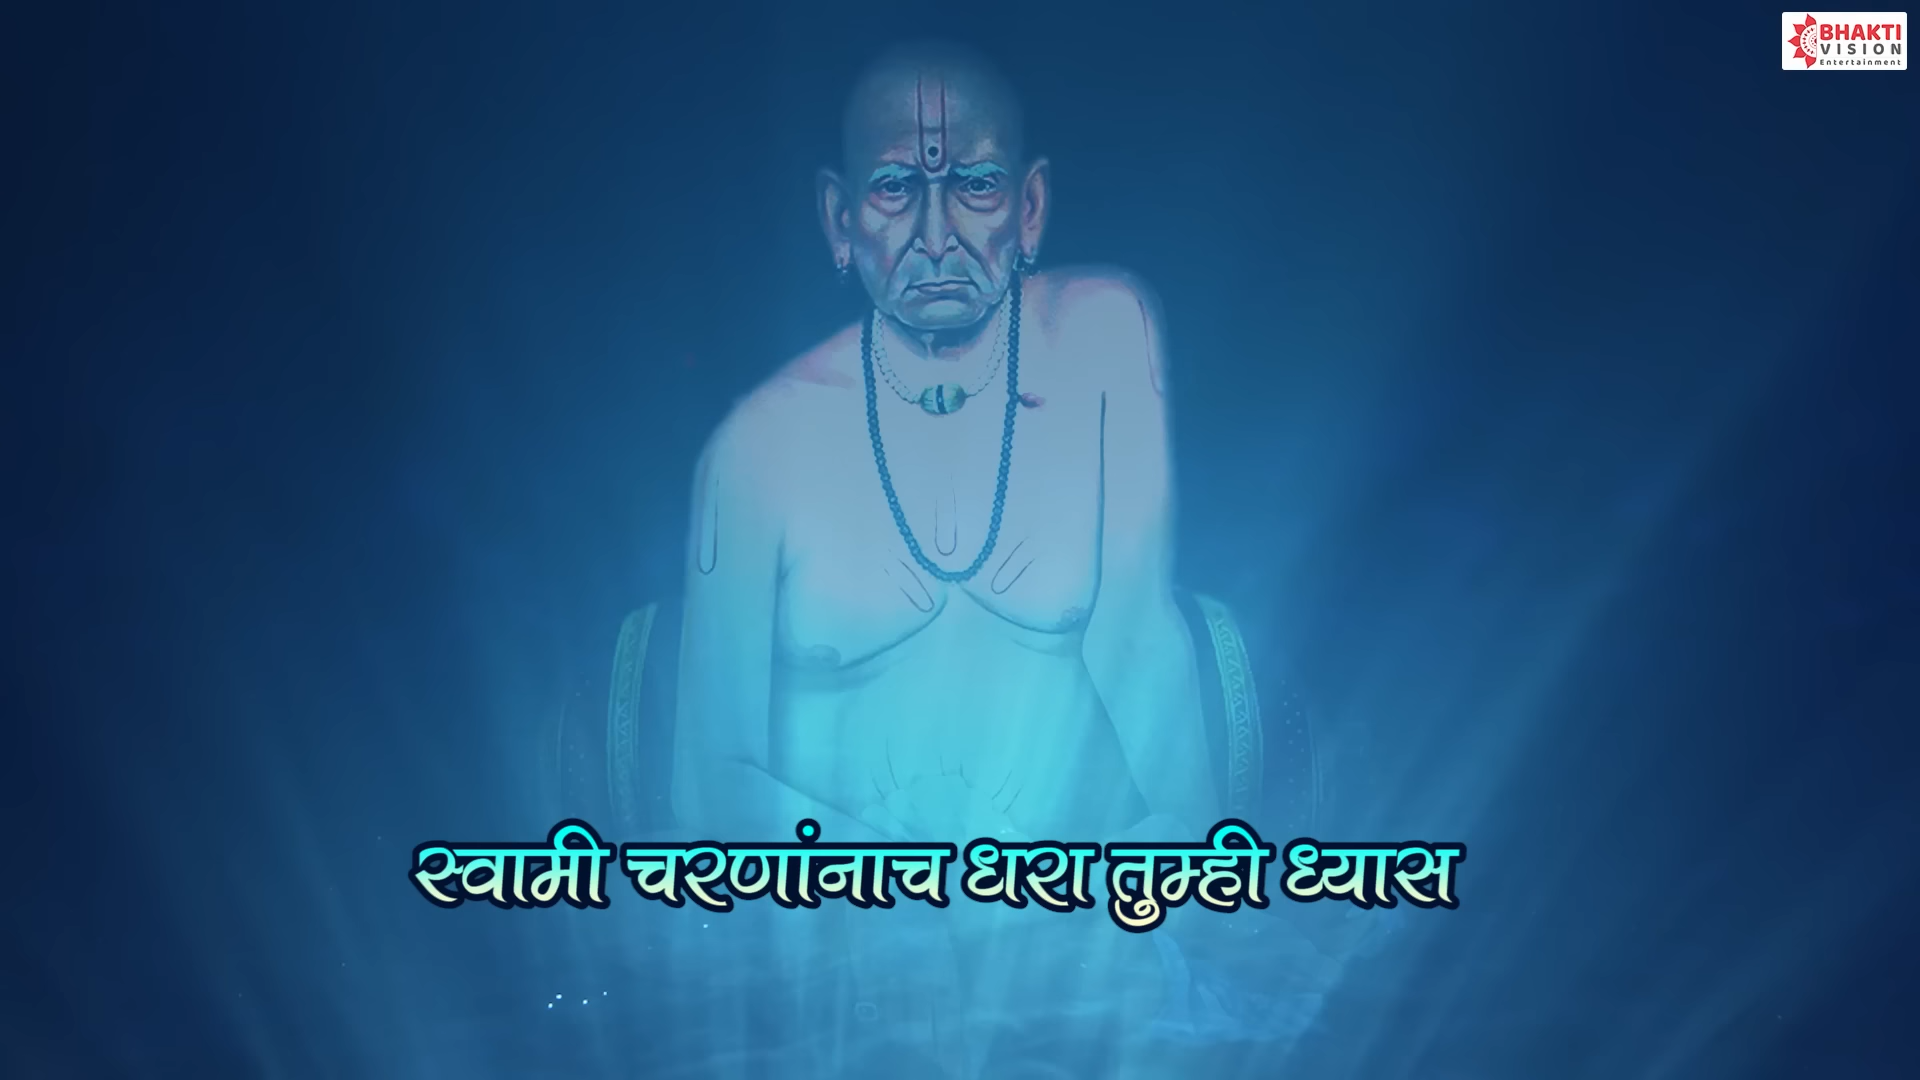 BHAKTI
VISION
Entertainment
स्वामी चरणांनाच धरा तुम्ही ध्यास